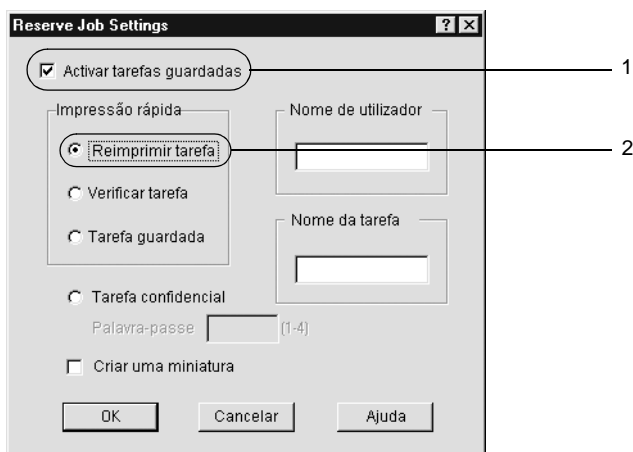 Reserve Job Settings
? ×
Activar tarefas guardadas
1
Impressão rápida
Nome de utilizador
Reimprimir tarefa
2
Verificar tarefa
Nome da tarefa
Tarefa guardada
Tarefa confidencial
Palavra-passe (1-4)
Criar uma miniatura
OK Cancelar Ajuda